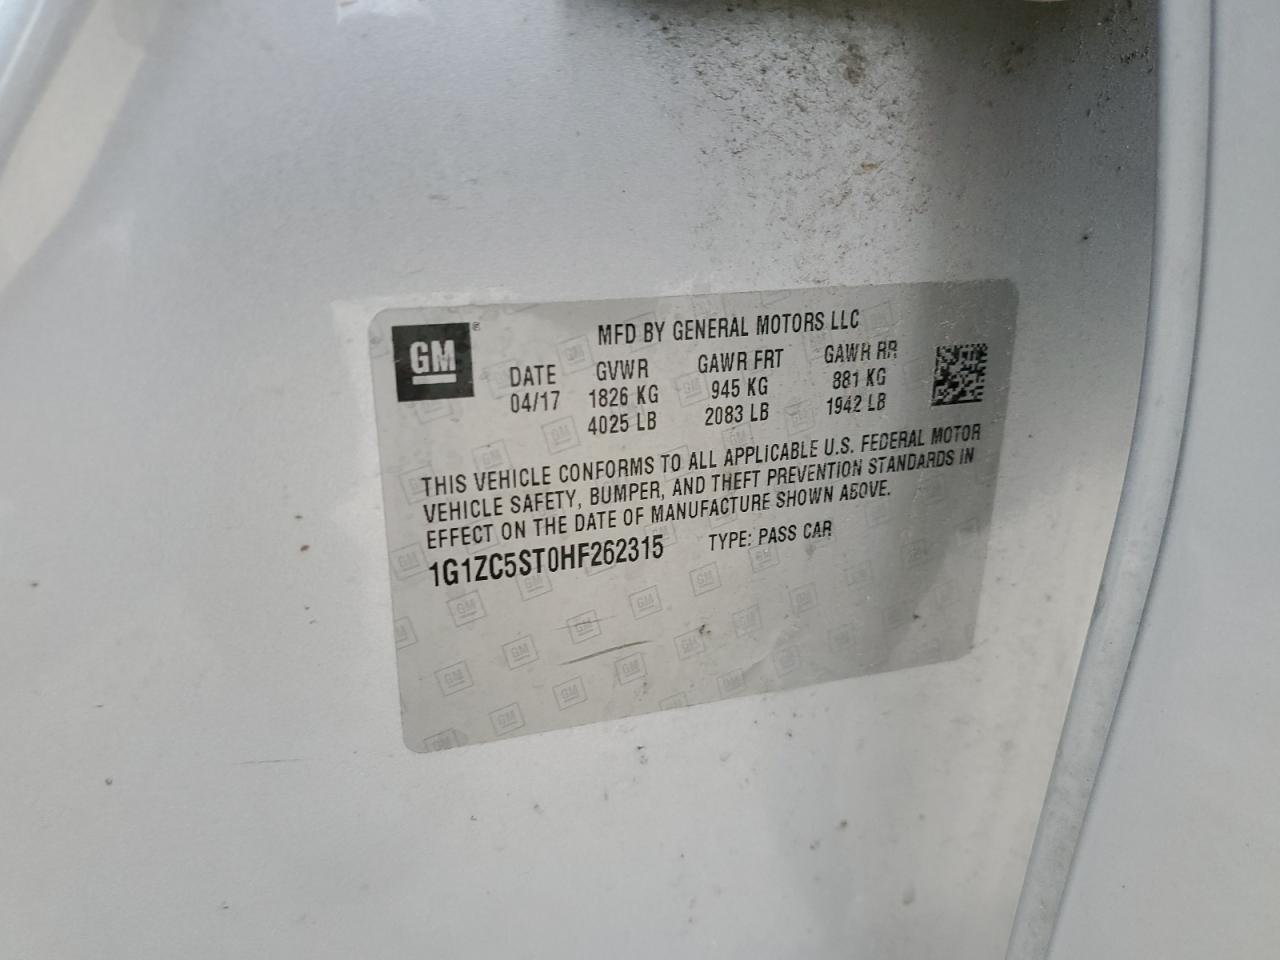 GM ®
MFD BY GENERAL MOTORS LLC
DATE GVWR GAWR FRT GAWR RR
04/17 1826 KG 945 KG 881 KG
4025 LB 2083 LB 1942 LB
THIS VEHICLE CONFORMS TO ALL APPLICABLE U.S. FEDERAL MOTOR
VEHICLE SAFETY, BUMPER, AND THEFT PREVENTION STANDARDS IN
EFFECT ON THE DATE OF MANUFACTURE SHOWN ABOVE.
1G1ZC5ST0HF262315 TYPE: PASS CAR